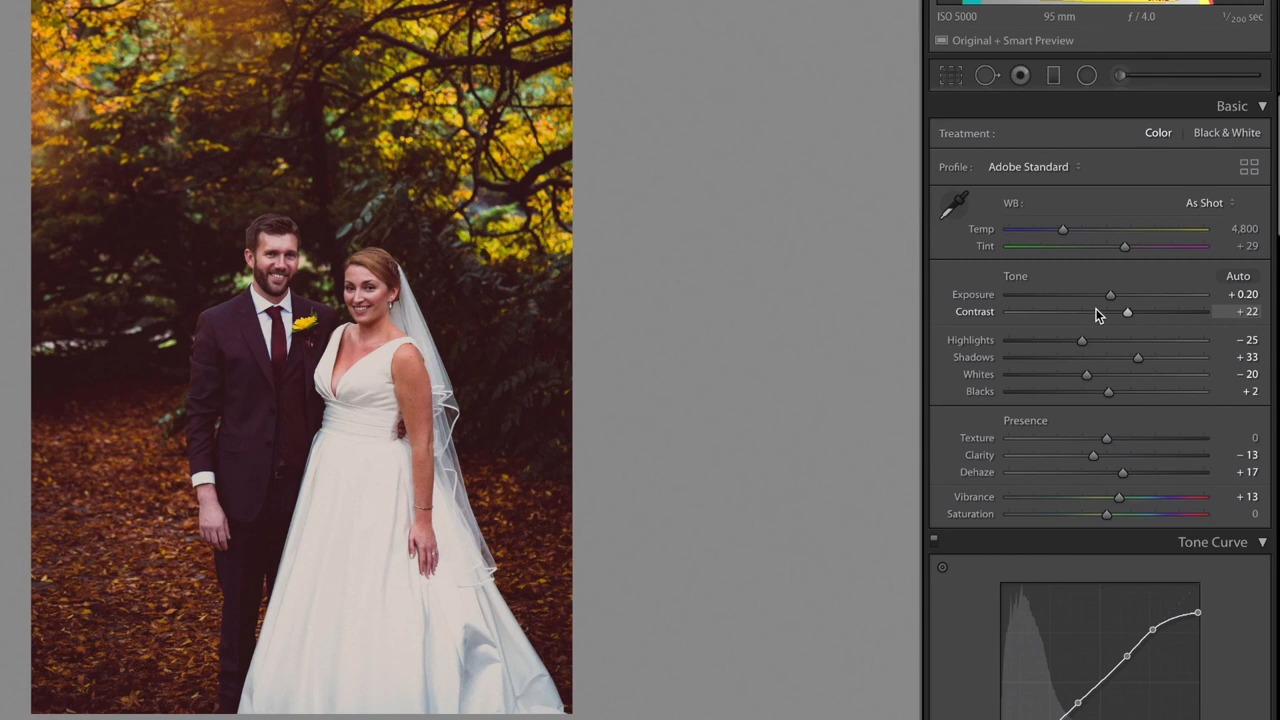 ISO 5000 95 mm ƒ / 4.0 1/200 sec
Original + Smart Preview
Basic
Treatment : Color Black & White
Profile : Adobe Standard
WB : As Shot
Temp 4,800
Tint + 29
Tone Auto
Exposure + 0.20
Contrast + 22
Highlights − 25
Shadows + 33
Whites − 20
Blacks + 2
Presence
Texture 0
Clarity − 13
Dehaze + 17
Vibrance + 13
Saturation 0
Tone Curve